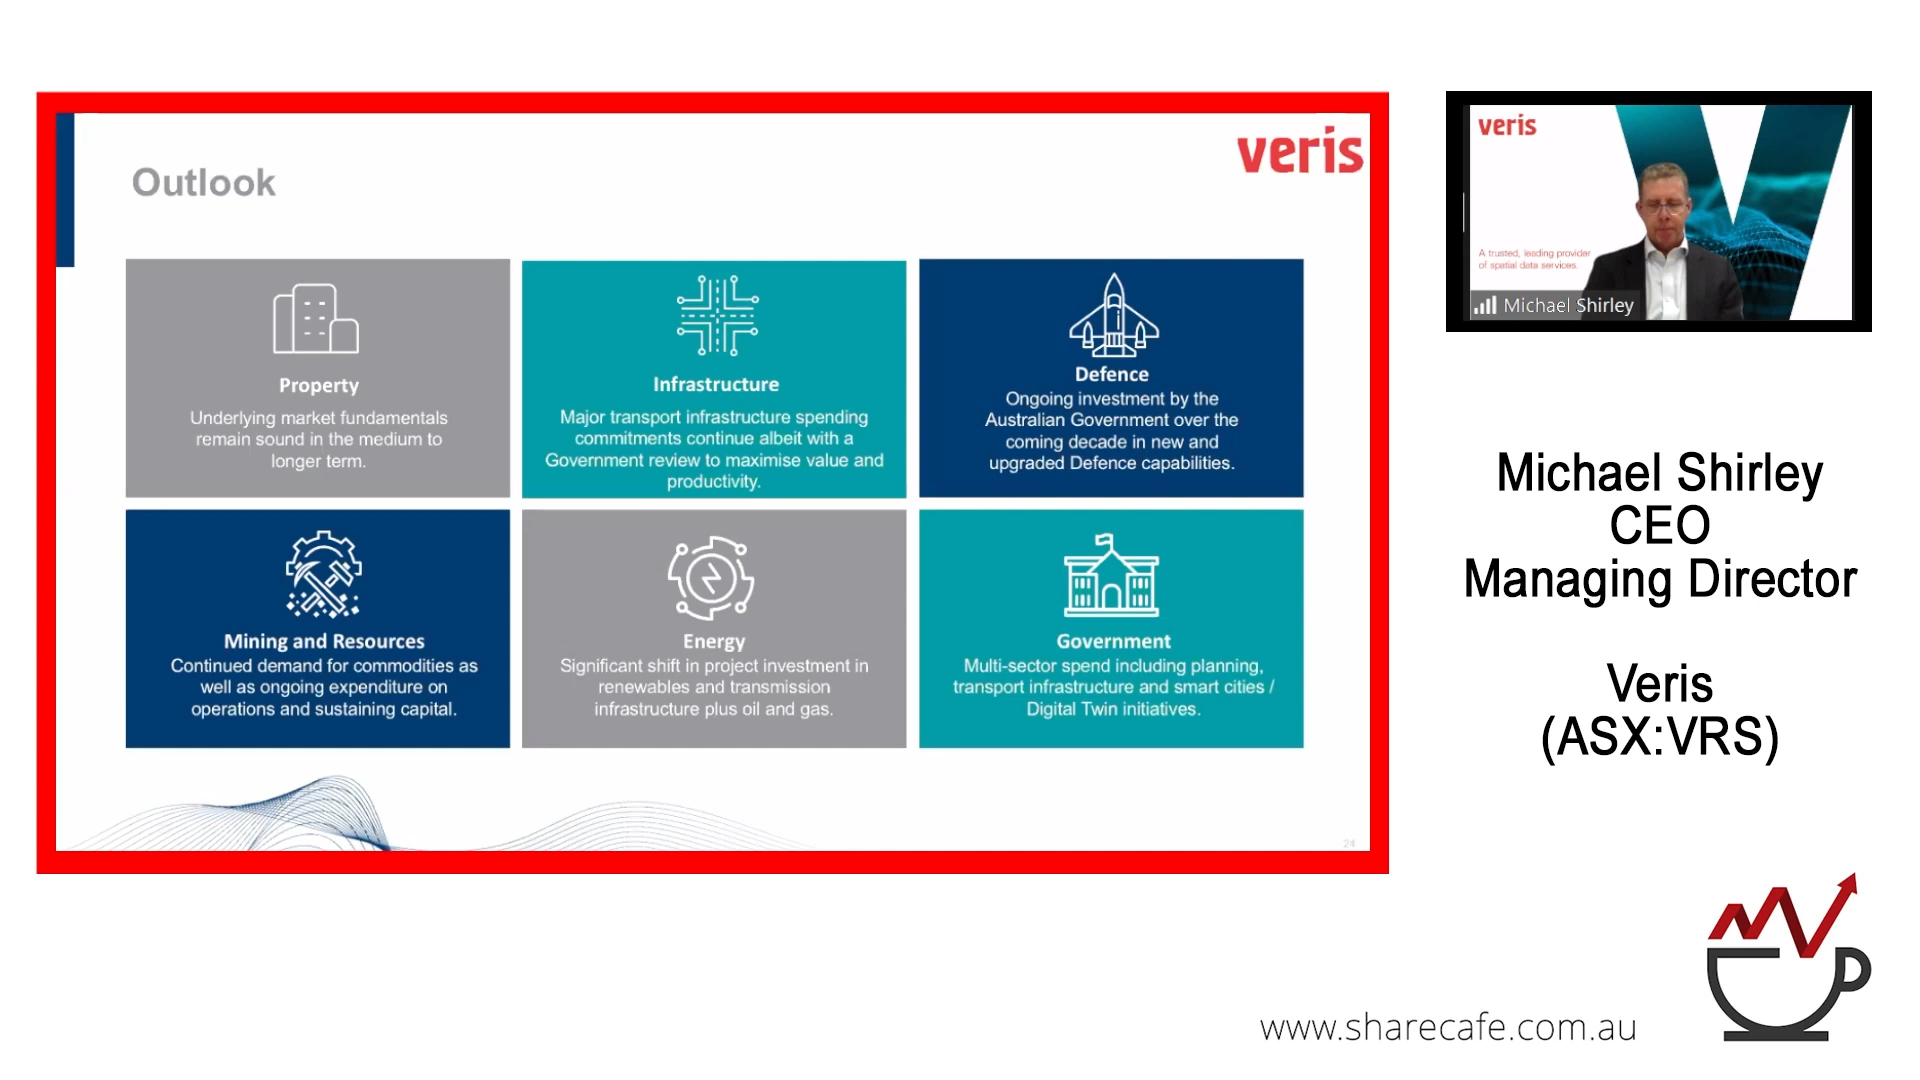 veris
Outlook
Property
Underlying market fundamentals
remain sound in the medium to
longer term.
Infrastructure
Major transport infrastructure spending
commitments continue albeit with a
Government review to maximise value and
productivity.
Defence
Ongoing investment by the
Australian Government over the
coming decade in new and
upgraded Defence capabilities.
Mining and Resources
Continued demand for commodities as
well as ongoing expenditure on
operations and sustaining capital.
Energy
Significant shift in project investment in
renewables and transmission
infrastructure plus oil and gas.
Government
Multi-sector spend including planning,
transport infrastructure and smart cities /
Digital Twin initiatives.
24
veris
A trusted, leading provider
of spatial data services.
Michael Shirley
Michael Shirley
CEO
Managing Director
Veris
(ASX:VRS)
www.sharecafe.com.au